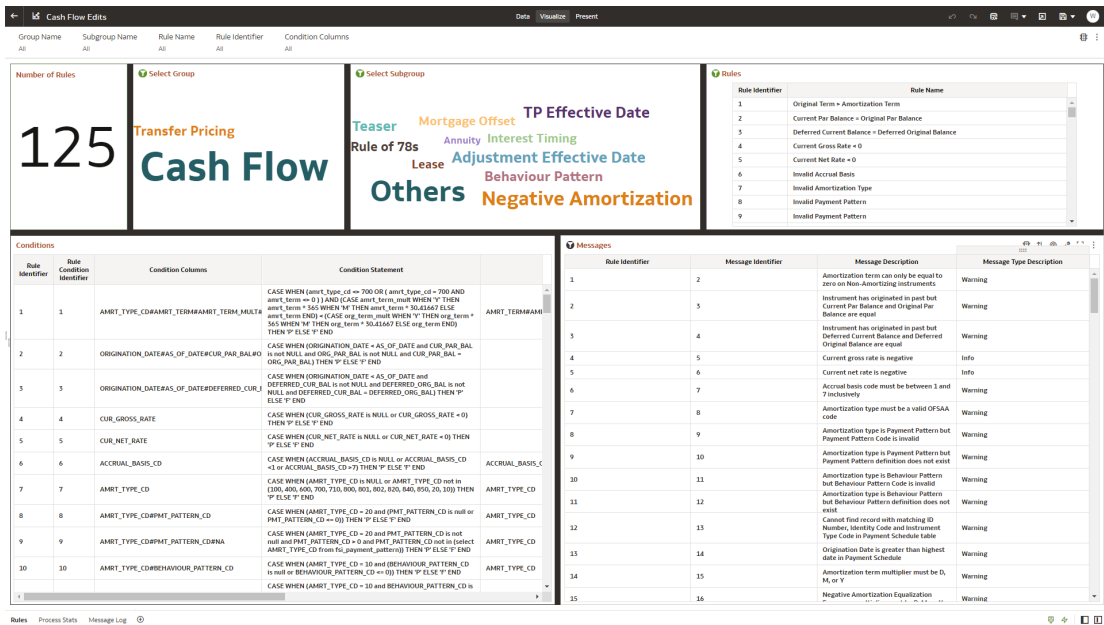 Cash Flow Edits
Data Visualize Present
W
Group Name Subgroup Name Rule Name Rule Identifier Condition Columns
All All All All All
Number of Rules
125
Select Group
Transfer Pricing
Cash Flow
Select Subgroup
TP Effective Date
Mortgage Offset
Teaser
Annuity Interest Timing
Rule of 78s
Adjustment Effective Date
Lease
Behaviour Pattern
Others
Negative Amortization
Rules
Rule Identifier Rule Name
1 Original Term > Amortization Term
2 Current Par Balance = Original Par Balance
3 Deferred Current Balance = Deferred Original Balance
4 Current Gross Rate < 0
5 Current Net Rate < 0
6 Invalid Accrual Basis
7 Invalid Amortization Type
8 Invalid Payment Pattern
9 Invalid Payment Pattern
Conditions
Rule Identifier Rule Condition Identifier Condition Columns Condition Statement
1 1 AMRT_TYPE_CD#AMRT_TERM#AMRT_TERM_MULT#
CASE WHEN (amrt_type_cd <= 700 OR ( amrt_type_cd = 700 AND
amrt_term <= 0 ) ) AND (CASE amrt_term_mult WHEN 'Y' THEN
amrt_term * 365 WHEN 'M' THEN amrt_term * 30.41667 ELSE
amrt_term END) < (CASE org_term_mult WHEN 'Y' THEN org_term *
365 WHEN 'M' THEN org_term * 30.41667 ELSE org_term END)
THEN 'P' ELSE 'F' END
2 2 ORIGINATION_DATE#AS_OF_DATE#CUR_PAR_BAL#O
CASE WHEN (ORIGINATION_DATE < AS_OF_DATE and CUR_PAR_BAL
is not NULL and ORG_PAR_BAL is not NULL and CUR_PAR_BAL =
ORG_PAR_BAL) THEN 'P' ELSE 'F' END
3 3 ORIGINATION_DATE#AS_OF_DATE#DEFERRED_CUR_
CASE WHEN (ORIGINATION_DATE < AS_OF_DATE and
DEFERRED_CUR_BAL is not NULL and DEFERRED_ORG_BAL is not
NULL and DEFERRED_CUR_BAL = DEFERRED_ORG_BAL) THEN 'P'
ELSE 'F' END
4 4 CUR_GROSS_RATE
CASE WHEN (CUR_GROSS_RATE is NULL or CUR_GROSS_RATE < 0)
THEN 'P' ELSE 'F' END
5 5 CUR_NET_RATE
CASE WHEN (CUR_NET_RATE is NULL or CUR_NET_RATE < 0) THEN
'P' ELSE 'F' END
6 6 ACCRUAL_BASIS_CD
CASE WHEN (ACCRUAL_BASIS_CD is NULL or ACCRUAL_BASIS_CD
<1 or ACCRUAL_BASIS_CD >7) THEN 'P' ELSE 'F' END
ACCRUAL_BASIS_C
7 7 AMRT_TYPE_CD
CASE WHEN (AMRT_TYPE_CD is NULL or AMRT_TYPE_CD not in
(100, 400, 600, 700, 710, 800, 801, 802, 820, 840, 850, 20, 10)) THEN
'P' ELSE 'F' END
AMRT_TYPE_CD
8 8 AMRT_TYPE_CD#PMT_PATTERN_CD
CASE WHEN (AMRT_TYPE_CD = 20 and (PMT_PATTERN_CD is null or
PMT_PATTERN_CD <= 0)) THEN 'P' ELSE 'F' END
AMRT_TYPE_CD
9 9 AMRT_TYPE_CD#PMT_PATTERN_CD#NA
CASE WHEN (AMRT_TYPE_CD = 20 and PMT_PATTERN_CD is not
null and PMT_PATTERN_CD > 0 and PMT_PATTERN_CD not in (select
AMRT_TYPE_CD from fsi_payment_pattern)) THEN 'P' ELSE 'F' END
AMRT_TYPE_CD
10 10 AMRT_TYPE_CD#BEHAVIOUR_PATTERN_CD
CASE WHEN (AMRT_TYPE_CD = 10 and (BEHAVIOUR_PATTERN_CD
is null or BEHAVIOUR_PATTERN_CD <= 0)) THEN 'P' ELSE 'F' END
AMRT_TYPE_CD
CASE WHEN (AMRT_TYPE_CD = 10 and BEHAVIOUR_PATTERN_CD is
Messages
Rule Identifier Message Identifier Message Description Message Type Description
1 2 Amortization term can only be equal to
zero on Non-Amortizing instruments
Warning
2 3 Instrument has originated in past but
Current Par Balance and Original Par
Balance are equal
Warning
3 4 Instrument has originated in past but
Deferred Current Balance and Deferred
Original Balance are equal
Warning
4 5 Current gross rate is negative Info
5 6 Current net rate is negative Info
6 7 Accrual basis code must be between 1 and
7 inclusively
Warning
7 8 Amortization type must be a valid OFSAA
code
Warning
8 9 Amortization type is Payment Pattern but
Payment Pattern Code is invalid
Warning
9 10 Amortization type is Payment Pattern but
Payment Pattern definition does not exist
Warning
10 11 Amortization type is Behaviour Pattern
but Behaviour Pattern Code is invalid
Warning
11 12 Amortization type is Behaviour Pattern
but Behaviour Pattern definition does not
exist
Warning
12 13 Cannot find record with matching ID
Number, Identity Code and Instrument
Type Code in Payment Schedule table
Warning
13 14 Origination Date is greater than highest
date in Payment Schedule
Warning
14 15 Amortization term multiplier must be D,
M, or Y
Warning
15 16 Negative Amortization Equalization
Warning
Rules Process Stats Message Log